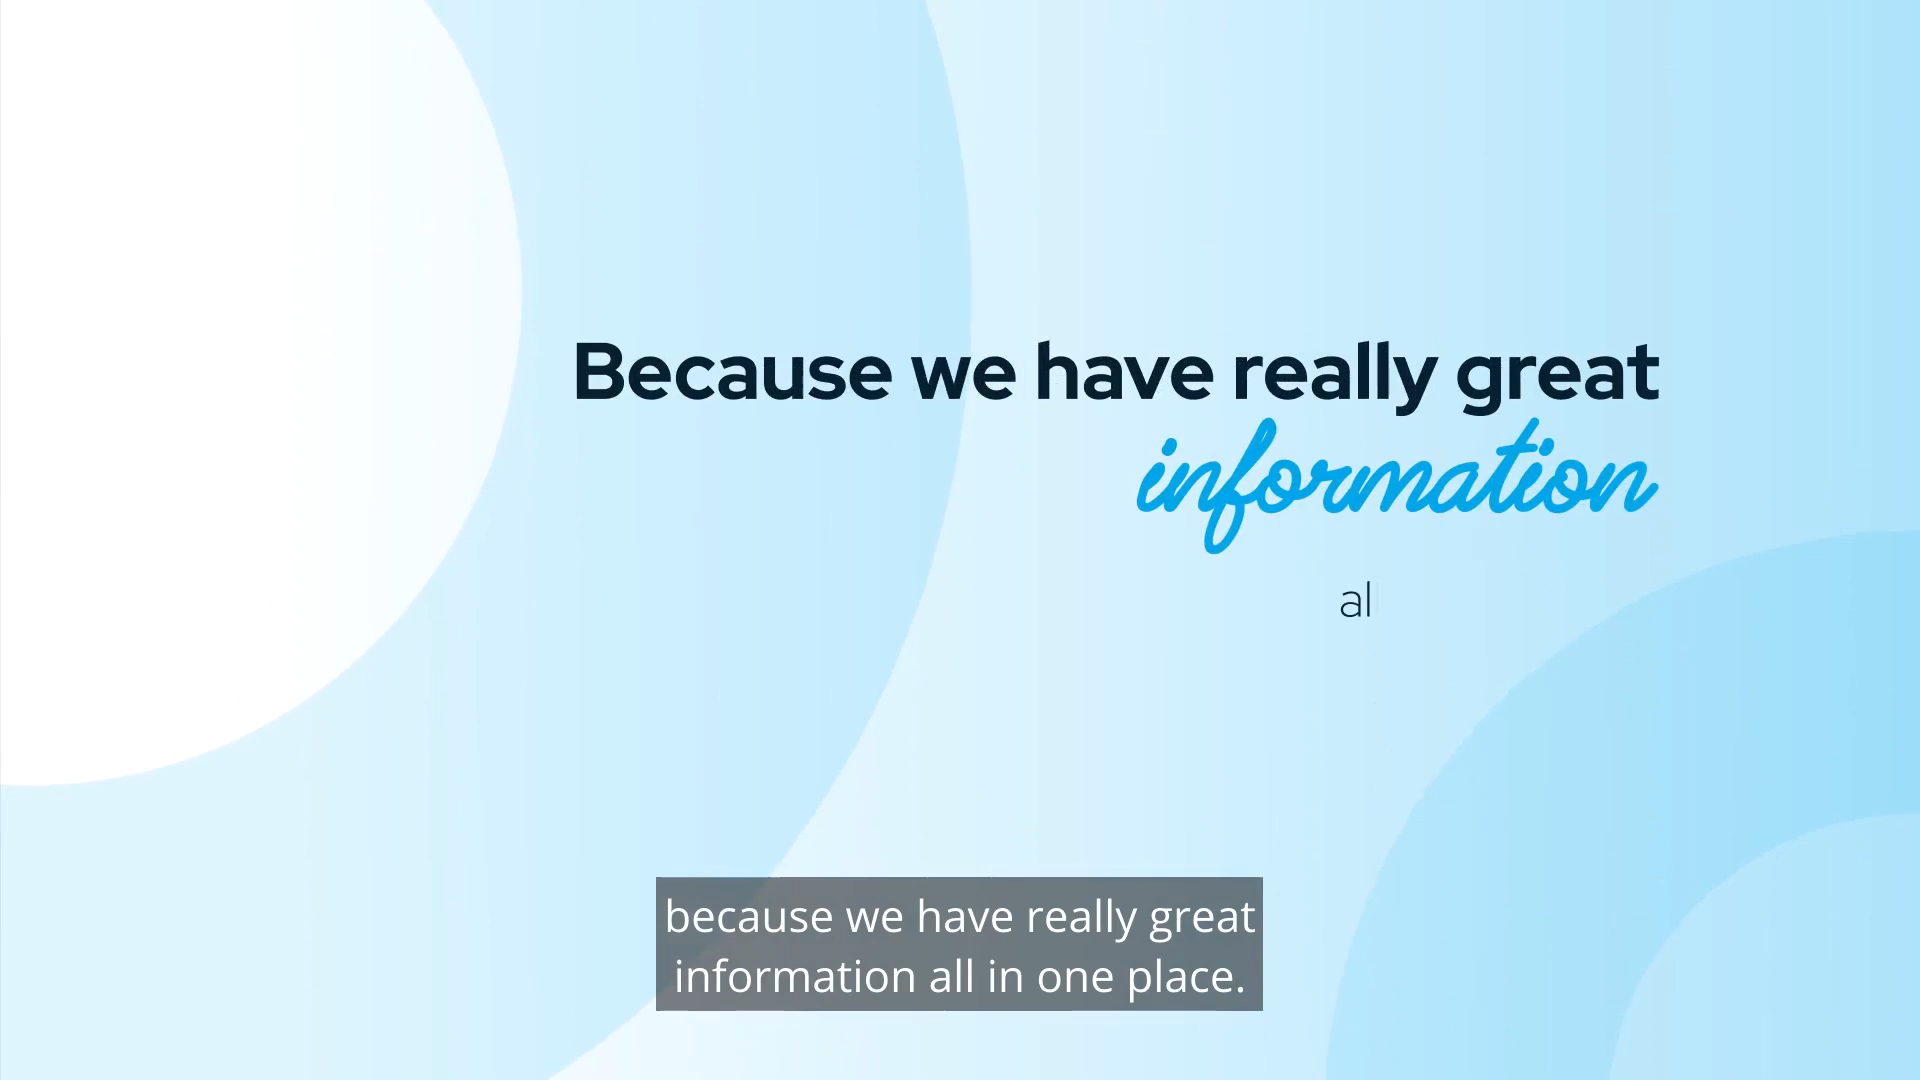 Because we have really great
information
al
because we have really great
information all in one place.